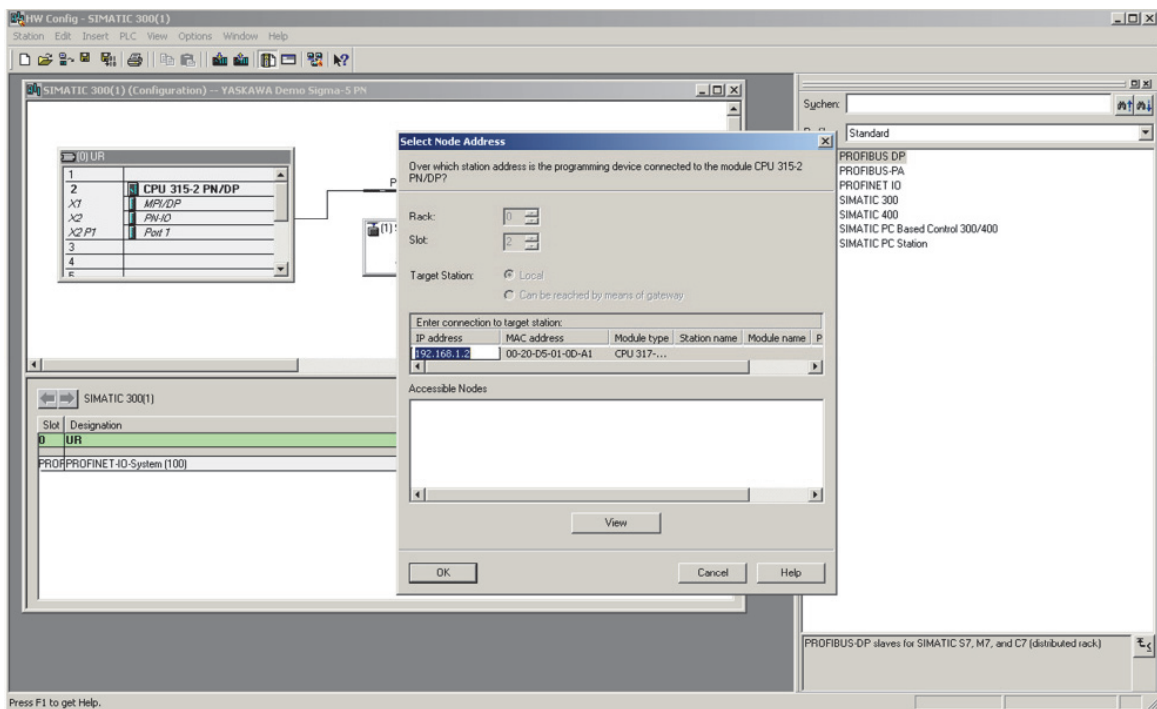 HW Config - SIMATIC 300(1)
Station Edit Insert PLC View Options Window Help
SIMATIC 300(1) (Configuration) -- YASKAWA Demo Sigma-5 PN
(0) UR
1
2 CPU 315-2 PN/DP
X1 MPI/DP
X2 PN-IO
X2 P1 Port 1
3
4
5
P
(1) S
Select Node Address
Over which station address is the programming device connected to the module CPU 315-2
PN/DP?
Rack: 0
Slot: 2
Target Station: Local
Can be reached by means of gateway
Enter connection to target station:
IP address MAC address Module type Station name Module name P
192.168.1.2 00-20-D5-01-0D-A1 CPU 317-...
Accessible Nodes
View
OK Cancel Help
SIMATIC 300(1)
Slot Designation
0 UR
PROF PROFINET-IO-System (100)
Suchen:
Standard
PROFIBUS DP
PROFIBUS-PA
PROFINET IO
SIMATIC 300
SIMATIC 400
SIMATIC PC Based Control 300/400
SIMATIC PC Station
PROFIBUS-DP slaves for SIMATIC S7, M7, and C7 (distributed rack)
Press F1 to get Help.